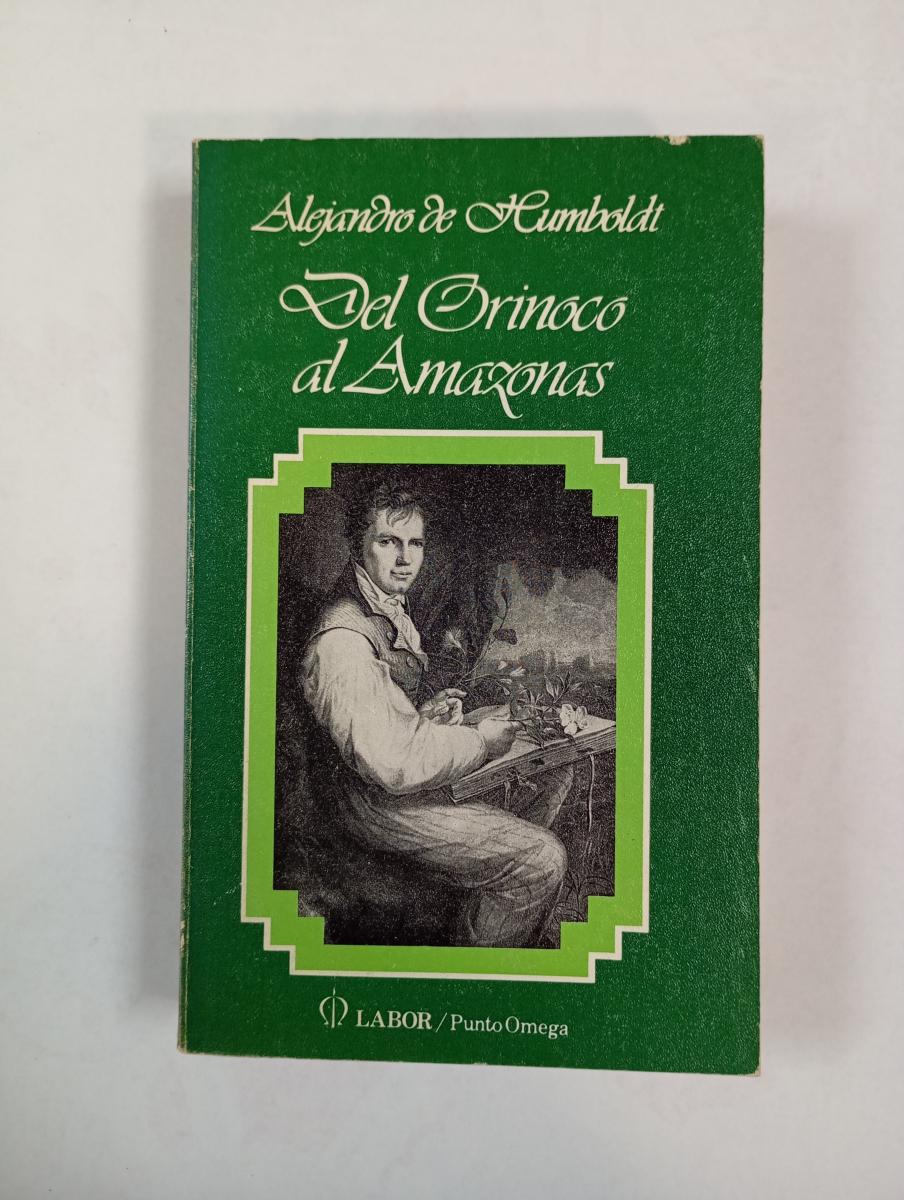 Alejandro de Humboldt
Del Orinoco
al Amazonas
LABOR / Punto Omega